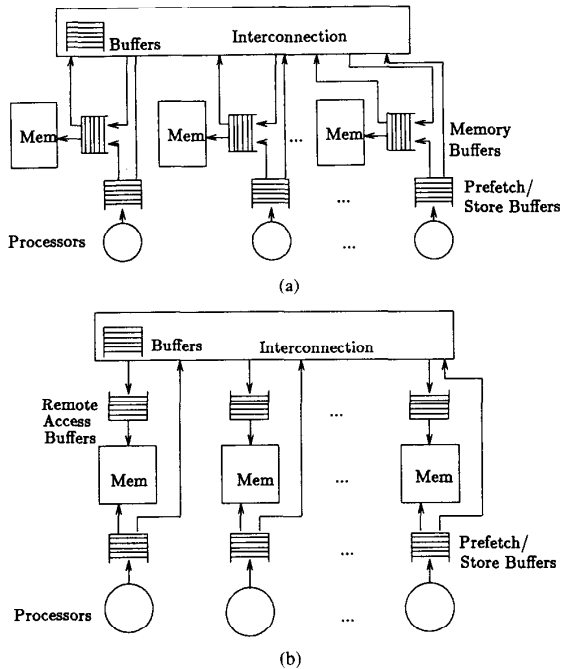 Buffers Interconnection
Mem Mem ... Mem Memory
Buffers
Prefetch/
Store Buffers
...
Processors ...
(a)
Buffers Interconnection
Remote
Access
Buffers
...
Mem Mem ... Mem
Prefetch/
Store Buffers
...
Processors ...
(b)